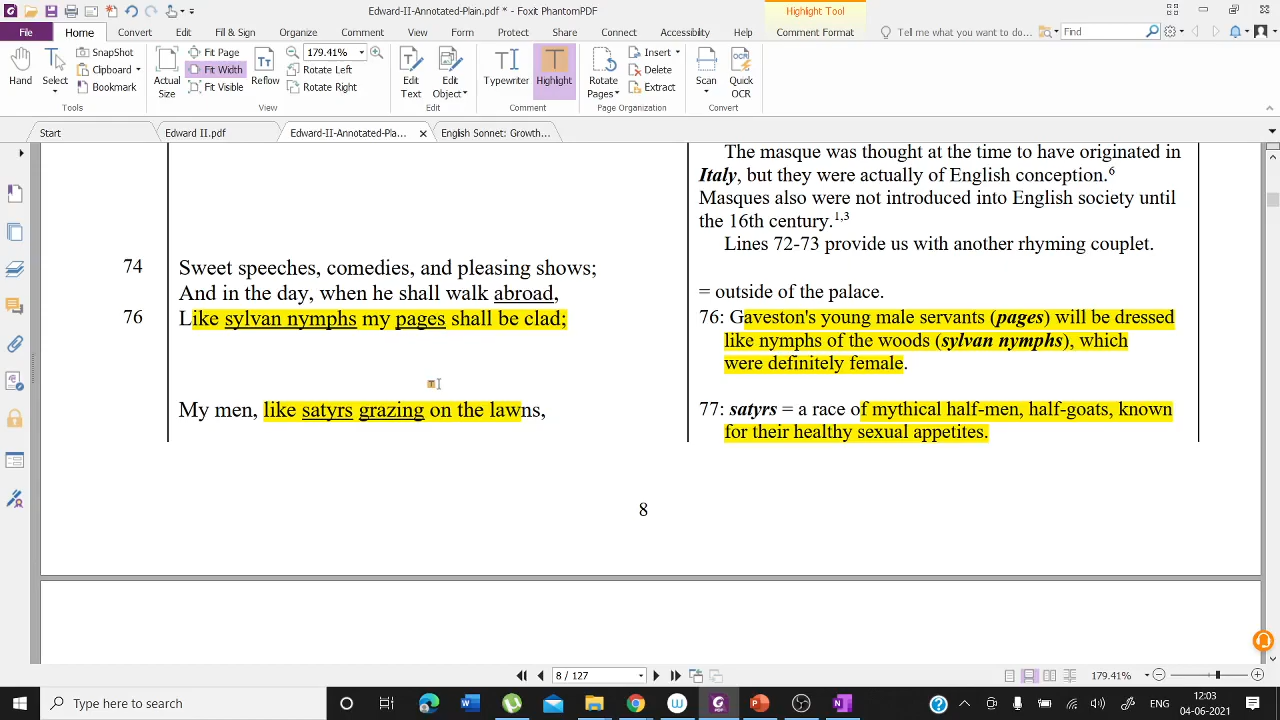 Edward-II-Annotated-Plain.pdf * - Foxit PhantomPDF
Highlight Tool
File Home Convert Edit Fill & Sign Organize Comment View Form Protect Share Connect Accessibility Help Comment Format Tell me what you want to do... Find
SnapShot Fit Page 179.41% Insert
Hand Select Clipboard Actual Size Fit Width Reflow Rotate Left Edit Text Edit Object Typewriter Highlight Rotate Pages Delete Scan Quick OCR
Bookmark Fit Visible Rotate Right Extract
Tools View Edit Comment Page Organization Convert
Start Edward II.pdf Edward-II-Annotated-Pla... English Sonnet: Growth...
The masque was thought at the time to have originated in
Italy, but they were actually of English conception.6
Masques also were not introduced into English society until
the 16th century.1,3
Lines 72-73 provide us with another rhyming couplet.
74 Sweet speeches, comedies, and pleasing shows;
And in the day, when he shall walk abroad, = outside of the palace.
76 Like sylvan nymphs my pages shall be clad; 76: Gaveston's young male servants (pages) will be dressed
like nymphs of the woods (sylvan nymphs), which
were definitely female.
My men, like satyrs grazing on the lawns, 77: satyrs = a race of mythical half-men, half-goats, known
for their healthy sexual appetites.
8
8 / 127 179.41%
Type here to search ENG 12:03
04-06-2021